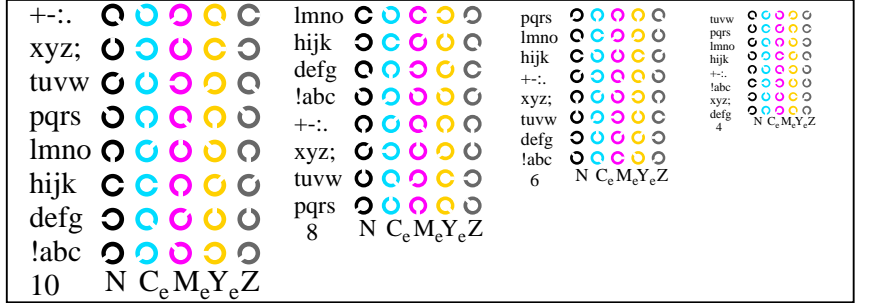 +-:.
xyz;
tuvw
pqrs
lmno
hijk
defg
!abc
10 N CeMeYeZ
lmno
hijk
defg
!abc
+-:.
xyz;
tuvw
pqrs
8 N CeMeYeZ
pqrs
lmno
hijk
+-:.
xyz;
tuvw
defg
!abc
6 N CeMeYeZ
tuvw
pqrs
lmno
hijk
+-:.
!abc
xyz;
defg
4 N CeMeYeZ